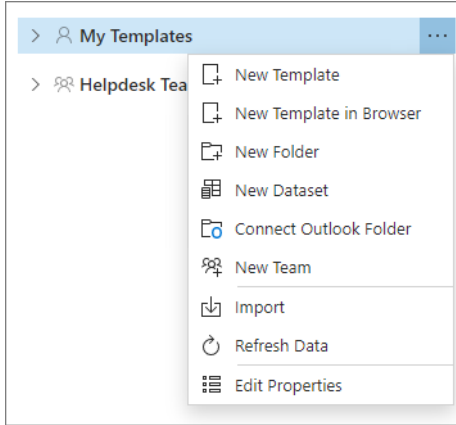 My Templates
Helpdesk Tea
New Template
New Template in Browser
New Folder
New Dataset
Connect Outlook Folder
New Team
Import
Refresh Data
Edit Properties